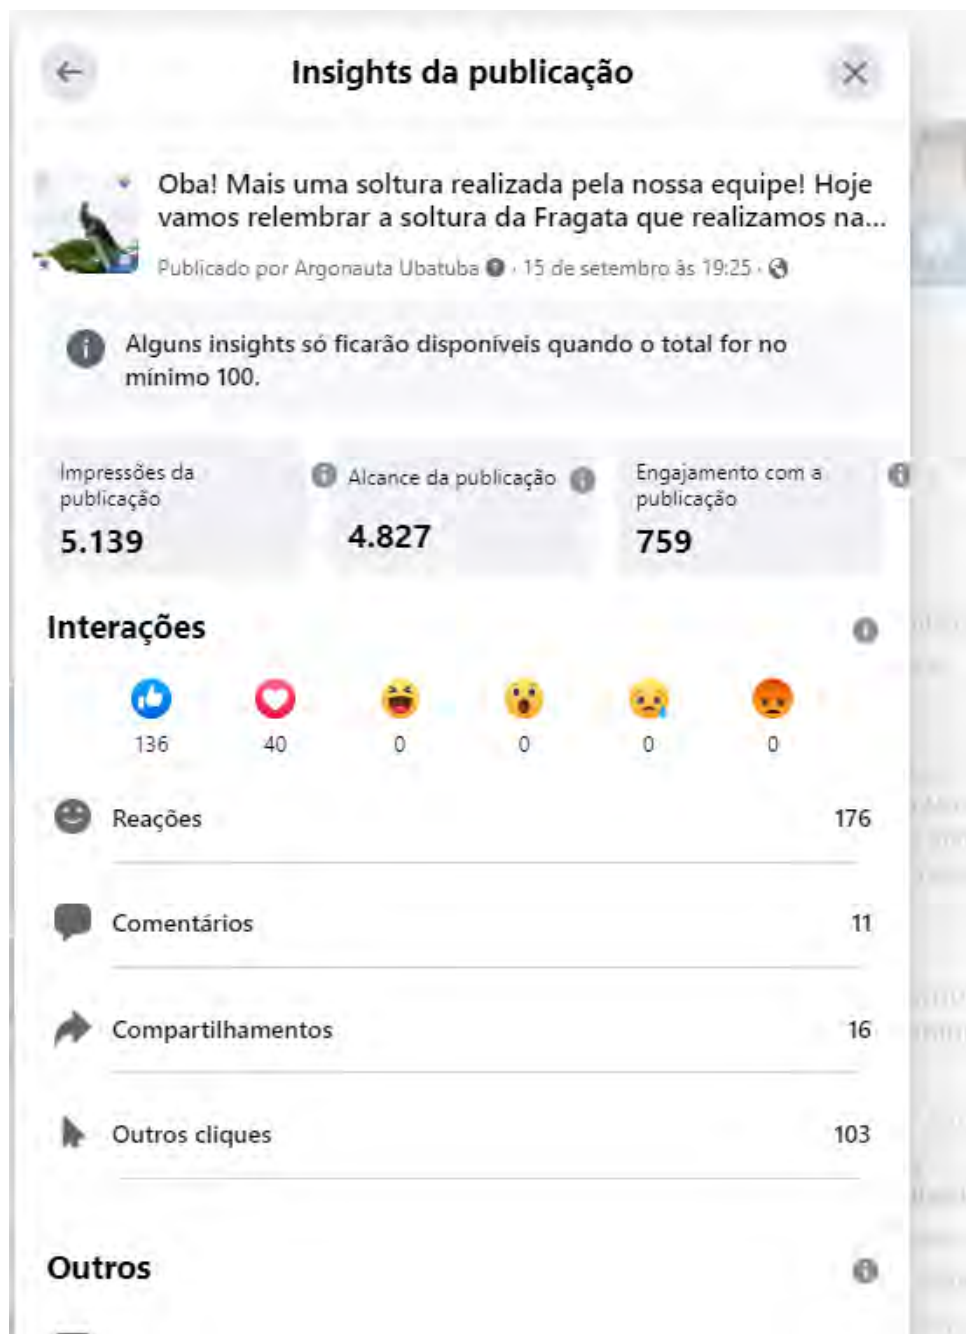 Insights da publicação
Oba! Mais uma soltura realizada pela nossa equipe! Hoje
vamos relembrar a soltura da Fragata que realizamos na...
Publicado por Argonauta Ubatuba · 15 de setembro às 19:25 ·
Alguns insights só ficarão disponíveis quando o total for no
mínimo 100.
Impressões da
publicação
5.139
Alcance da publicação
4.827
Engajamento com a
publicação
759
Interações
136 40 0 0 0 0
Reações 176
Comentários 11
Compartilhamentos 16
Outros cliques 103
Outros